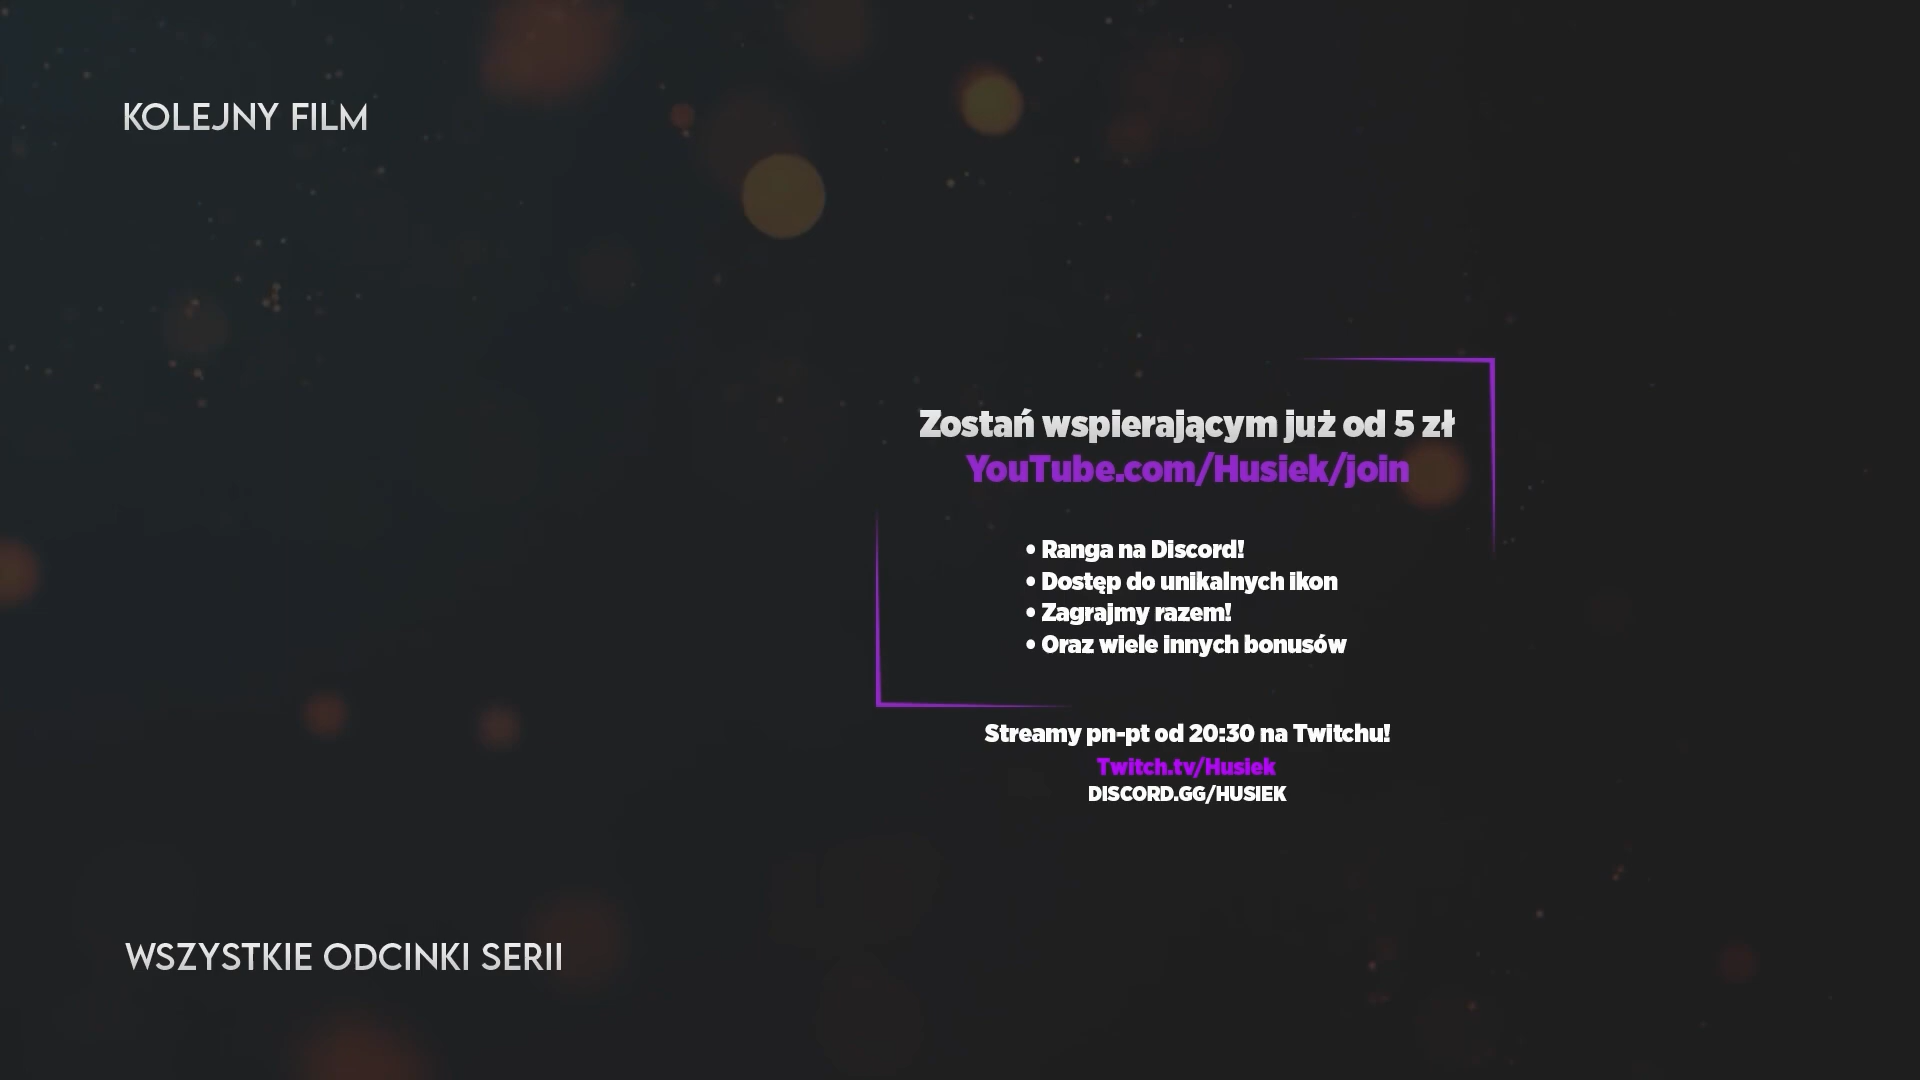 KOLEJNY FILM
Zostań wspierającym już od 5 zł
YouTube.com/Husiek/join
• Ranga na Discord!
• Dostęp do unikalnych ikon
• Zagrajmy razem!
• Oraz wiele innych bonusów
Streamy pn-pt od 20:30 na Twitchu!
Twitch.tv/Husiek
DISCORD.GG/HUSIEK
WSZYSTKIE ODCINKI SERII